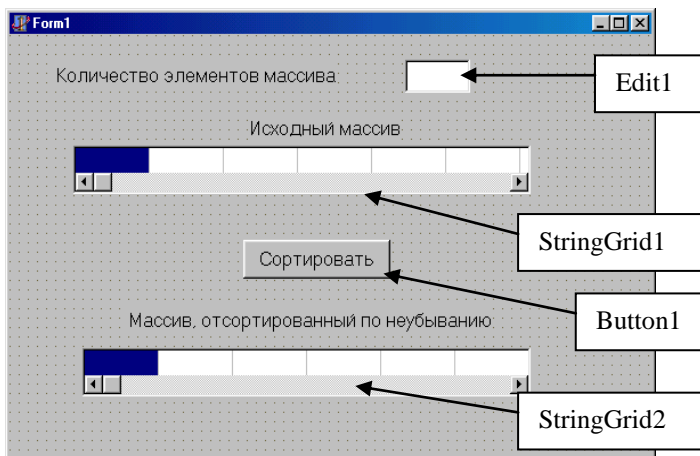 Form1
Количество элементов массива
Edit1
Исходный массив
StringGrid1
Сортировать
Button1
Массив, отсортированный по неубыванию
StringGrid2